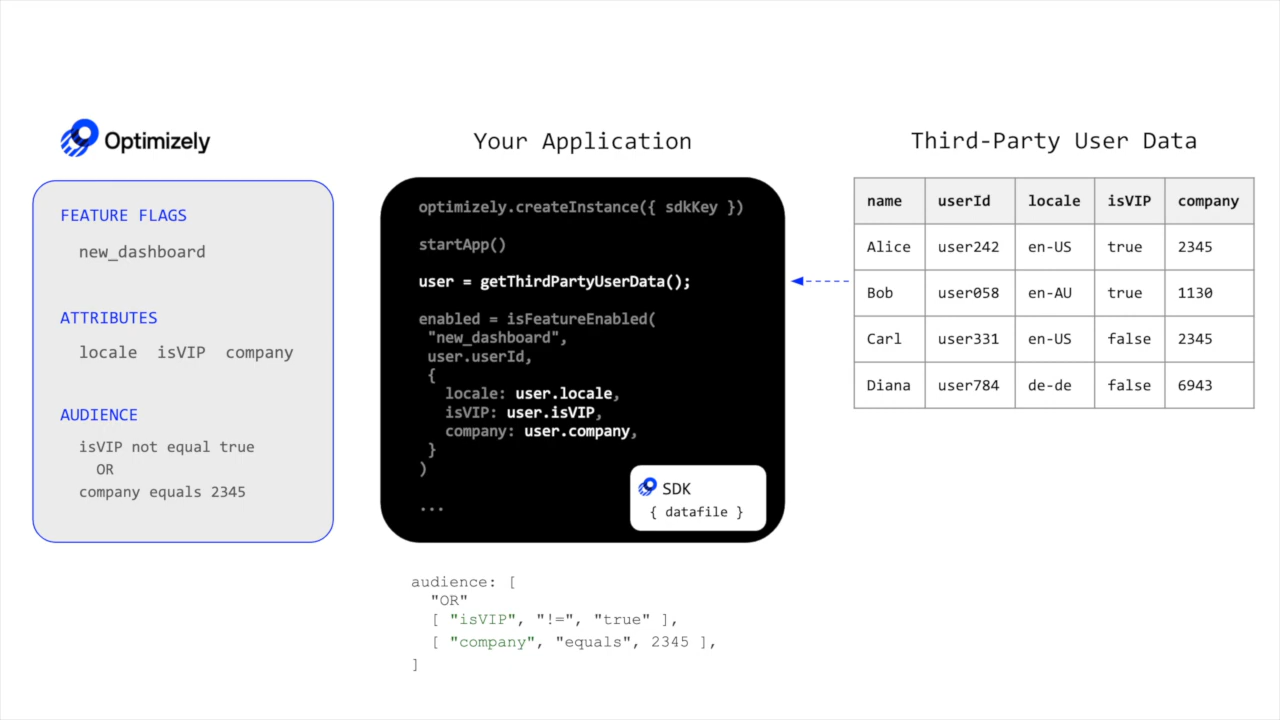 Optimizely
FEATURE FLAGS
new_dashboard
ATTRIBUTES
locale isVIP company
AUDIENCE
isVIP not equal true
OR
company equals 2345
Your Application
optimizely.createInstance({ sdkKey })
startApp()
user = getThirdPartyUserData();
enabled = isFeatureEnabled(
"new_dashboard",
user.userId,
{
locale: user.locale,
isVIP: user.isVIP,
company: user.company,
}
)
...
SDK
{ datafile }
audience: [
"OR"
[ "isVIP", "!=", "true" ],
[ "company", "equals", 2345 ],
]
Third-Party User Data
name userId locale isVIP company
Alice user242 en-US true 2345
Bob user058 en-AU true 1130
Carl user331 en-US false 2345
Diana user784 de-de false 6943